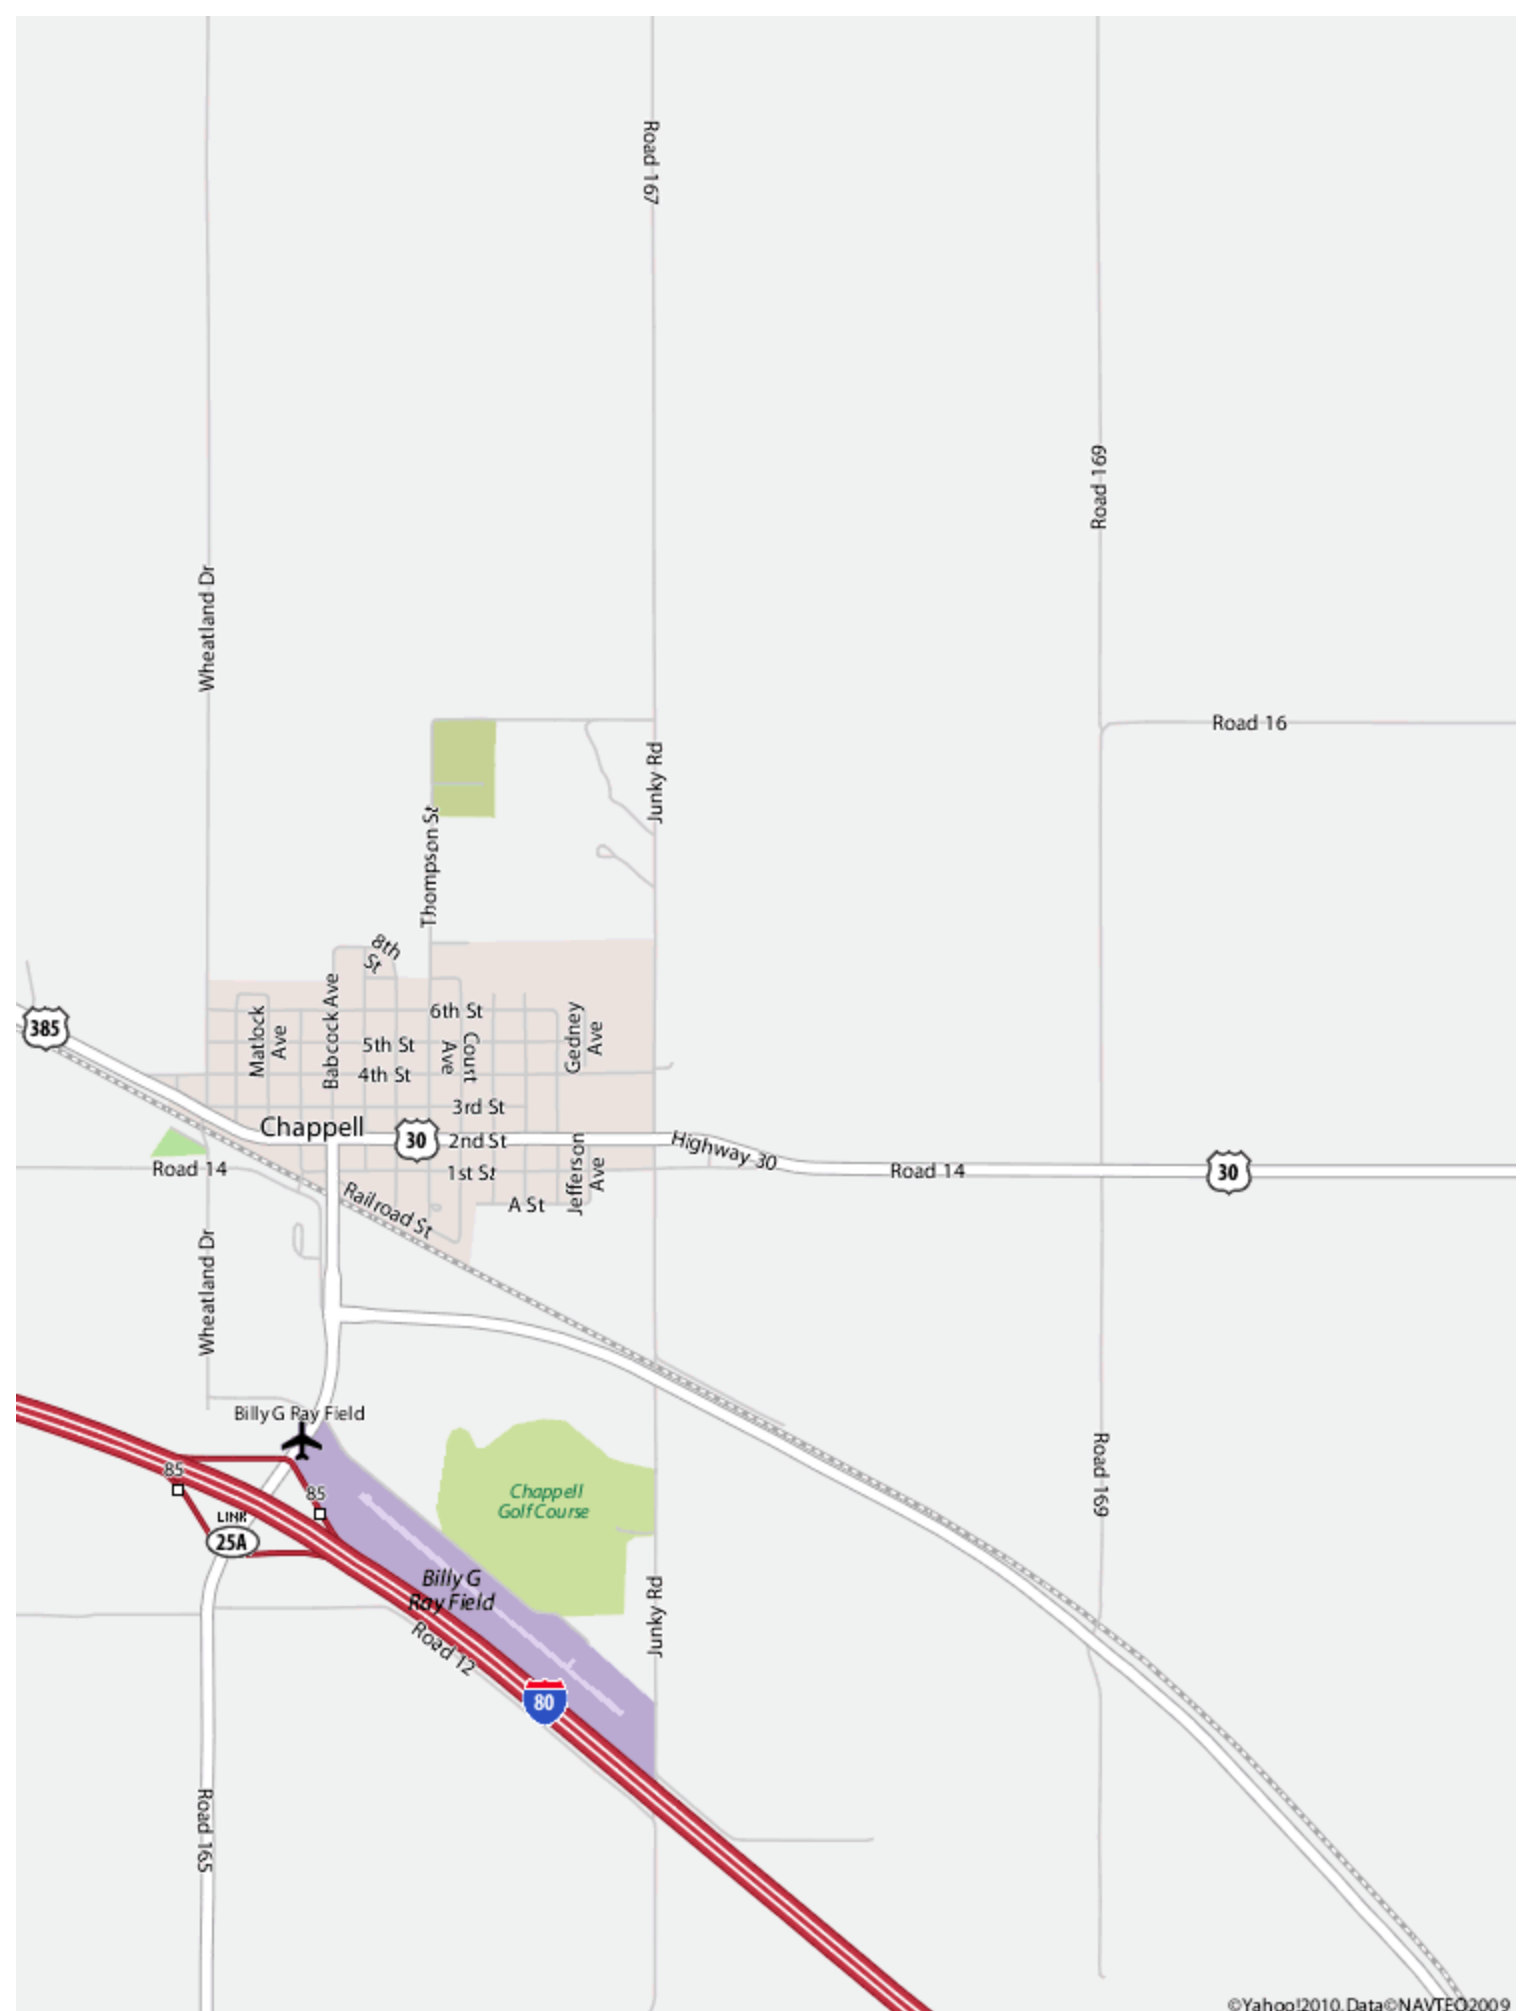 Road 167
Road 169
Wheatland Dr
Road 16
Junky Rd
Thompson St
8th
St
385
Matlock
Ave
Babcock Ave
6th St
5th St
Court
Ave
4th St
Gedney
Ave
3rd St
Chappell
30
2nd St
Highway 30
Road 14
1st St
Jefferson
Ave
Road 14
30
Railroad St
A St
Wheatland Dr
Billy G Ray Field
85
85
LINK
25A
Chappell
Golf Course
Road 169
Billy G
Ray Field
Junky Rd
Road 12
80
Road 165
©Yahoo!2010,Data©NAVTEQ2009